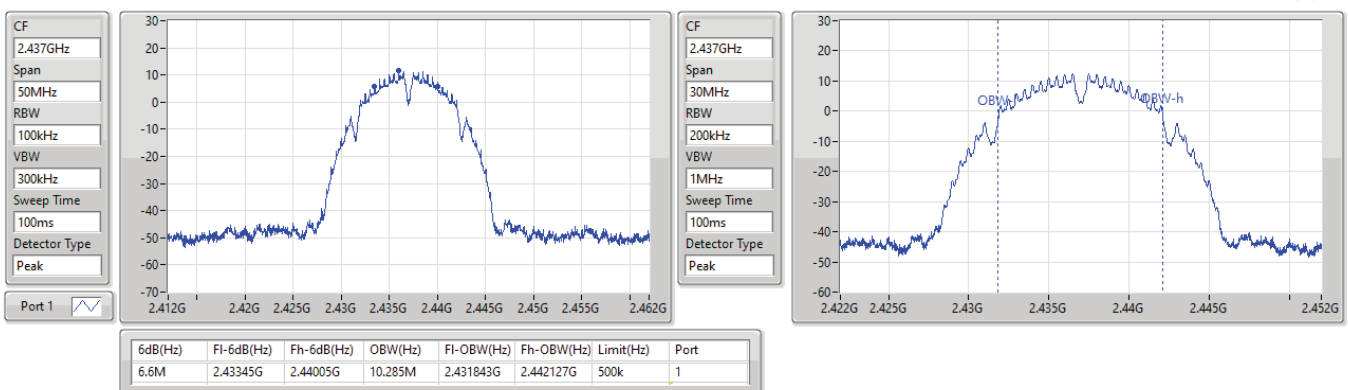 CF
2.437GHz
Span
50MHz
RBW
100kHz
VBW
300kHz
Sweep Time
100ms
Detector Type
Peak
Port 1
30
20
10
0
-10
-20
-30
-40
-50
-60
-70
2.412G 2.42G 2.425G 2.43G 2.435G 2.44G 2.445G 2.45G 2.455G 2.462G
CF
2.437GHz
Span
30MHz
RBW
200kHz
VBW
1MHz
Sweep Time
100ms
Detector Type
Peak
30
20
10
0
-10
-20
-30
-40
-50
-60
OBW-h
2.422G 2.425G 2.43G 2.435G 2.44G 2.445G 2.452G
6dB(Hz) Fl-6dB(Hz) Fh-6dB(Hz) OBW(Hz) Fl-OBW(Hz) Fh-OBW(Hz) Limit(Hz) Port
6.6M 2.43345G 2.44005G 10.285M 2.431843G 2.442127G 500k 1